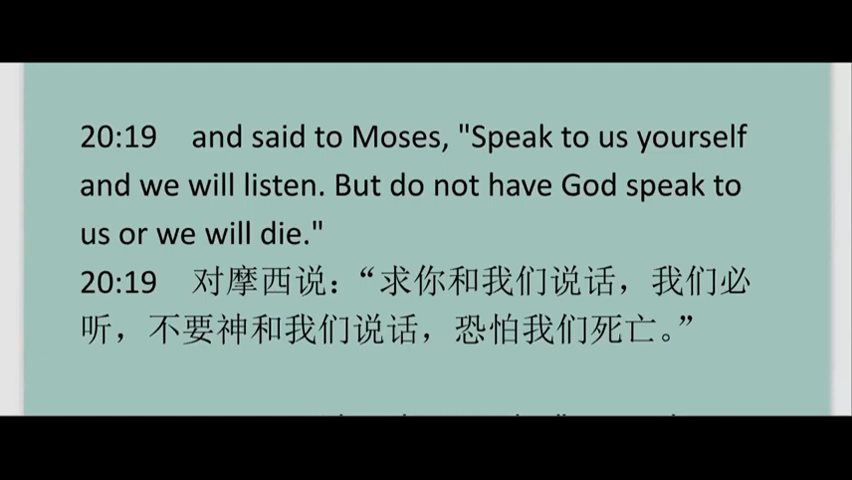 20:19 and said to Moses, "Speak to us yourself
and we will listen. But do not have God speak to
us or we will die."
20:19 对摩西说：“求你和我们说话，我们必
听，不要神和我们说话，恐怕我们死亡。”